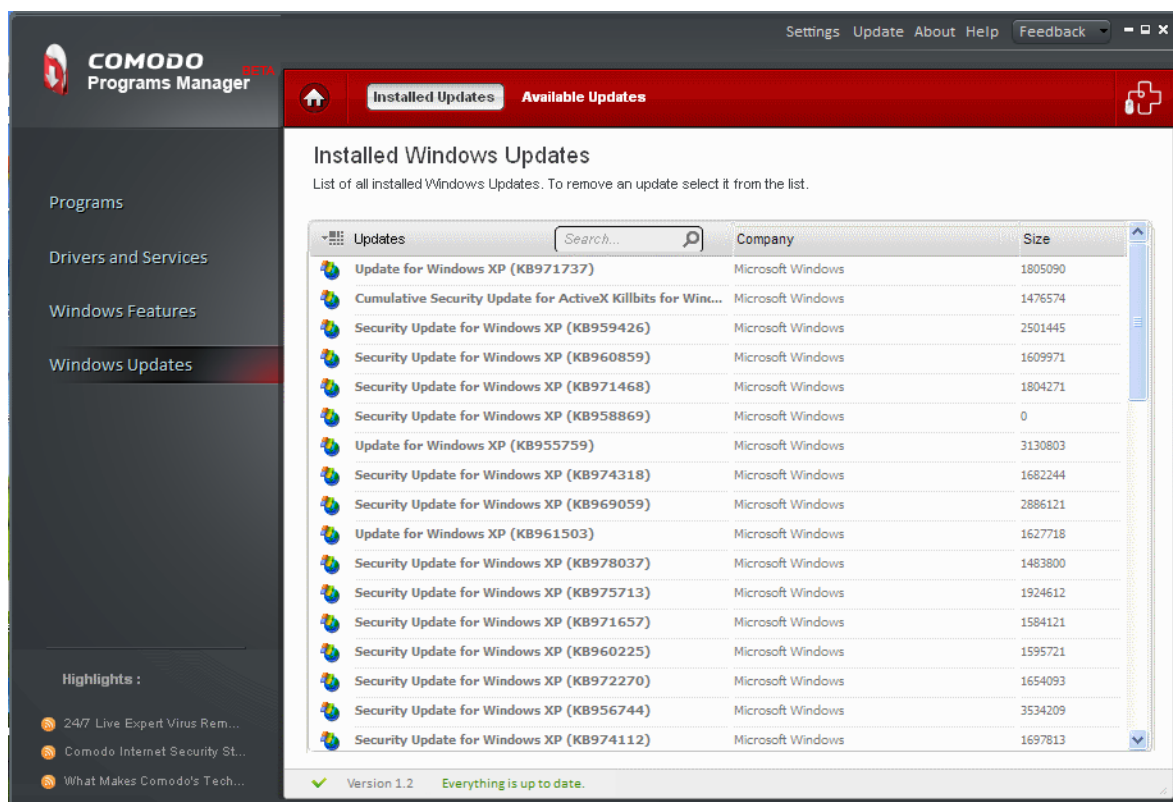 Settings Update About Help Feedback
COMODO
Programs Manager
BETA
Installed Updates Available Updates
Installed Windows Updates
List of all installed Windows Updates. To remove an update select it from the list.
Programs
Drivers and Services
Windows Features
Windows Updates
Updates Search... Company Size
Update for Windows XP (KB971737) Microsoft Windows 1805090
Cumulative Security Update for ActiveX Killbits for Winc... Microsoft Windows 1476574
Security Update for Windows XP (KB959426) Microsoft Windows 2501445
Security Update for Windows XP (KB960859) Microsoft Windows 1609971
Security Update for Windows XP (KB971468) Microsoft Windows 1804271
Security Update for Windows XP (KB958869) Microsoft Windows 0
Update for Windows XP (KB955759) Microsoft Windows 3130803
Security Update for Windows XP (KB974318) Microsoft Windows 1682244
Security Update for Windows XP (KB969059) Microsoft Windows 2886121
Update for Windows XP (KB961503) Microsoft Windows 1627718
Security Update for Windows XP (KB978037) Microsoft Windows 1483800
Security Update for Windows XP (KB975713) Microsoft Windows 1924612
Security Update for Windows XP (KB971657) Microsoft Windows 1584121
Security Update for Windows XP (KB960225) Microsoft Windows 1595721
Security Update for Windows XP (KB972270) Microsoft Windows 1654093
Security Update for Windows XP (KB956744) Microsoft Windows 3534209
Security Update for Windows XP (KB974112) Microsoft Windows 1697813
Highlights :
24/7 Live Expert Virus Rem...
Comodo Internet Security St...
What Makes Comodo's Tech...
Version 1.2 Everything is up to date.